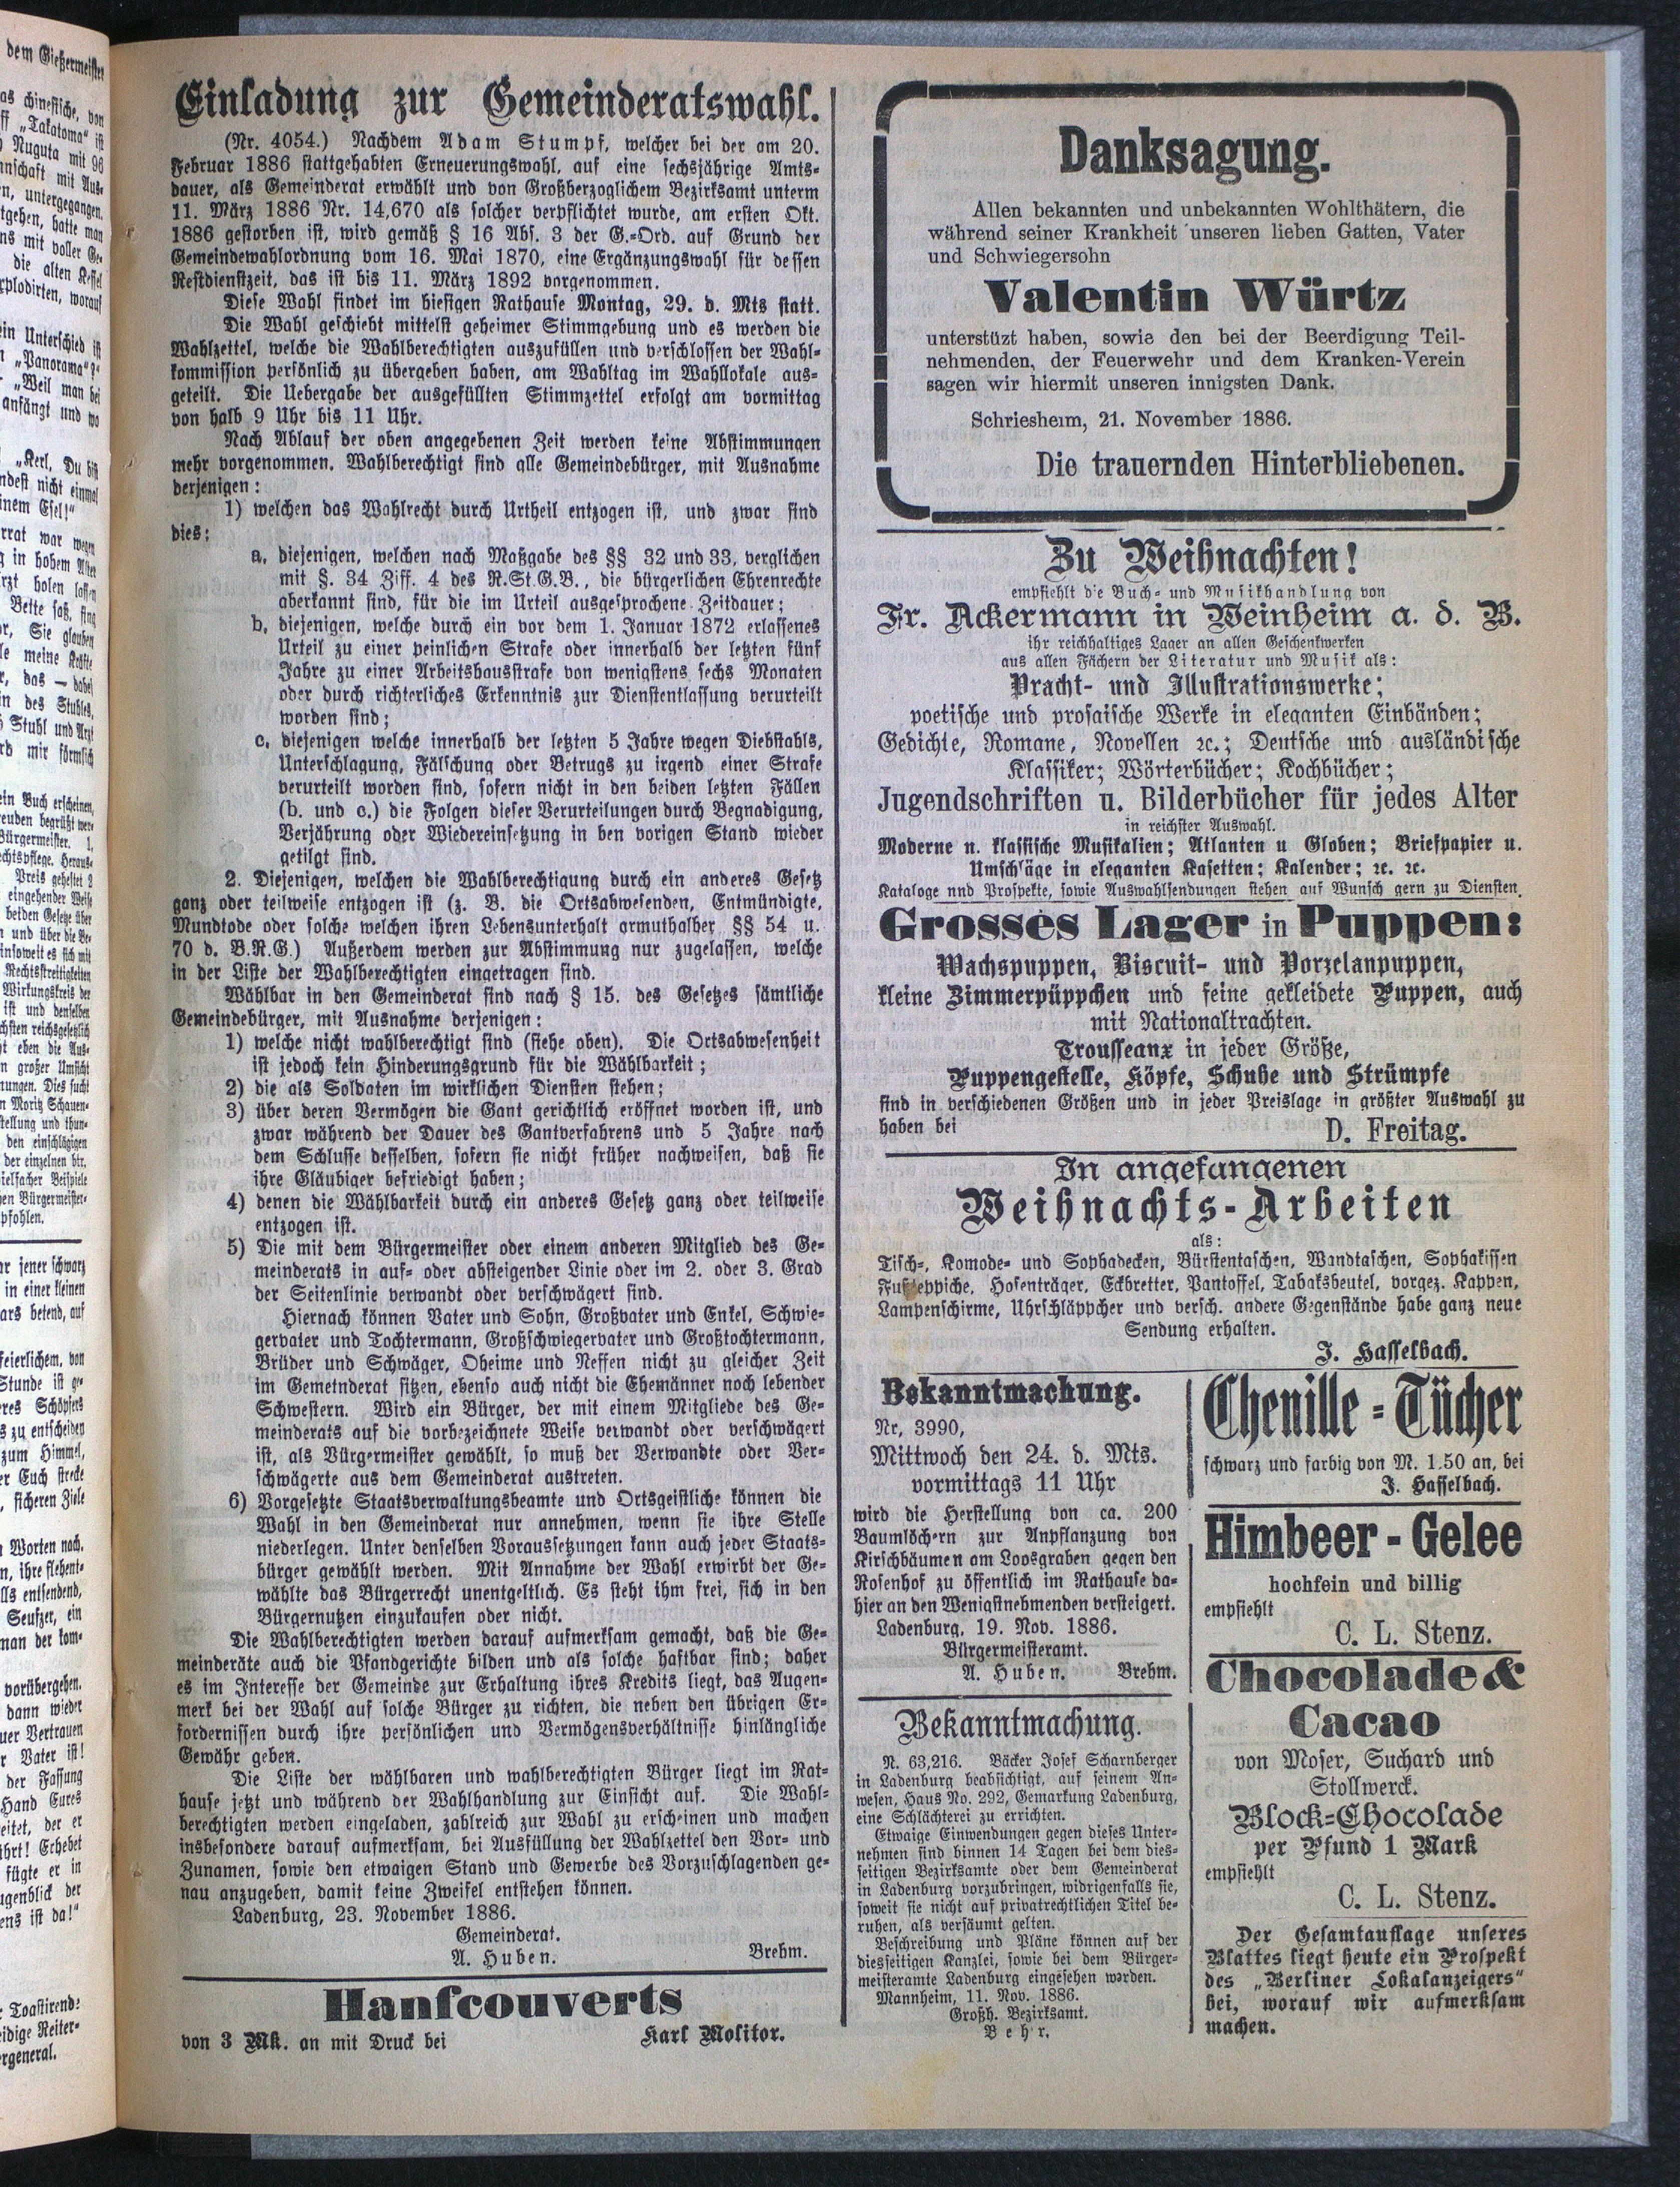 Einladung zur Gemeinderatswahl.
(Nr. 4054.) Nachdem Adam Stumpf, welcher bei der am 20.
Februar 1886 stattgehabten Erneuerungswahl, auf eine sechsjährige Amts-
dauer, als Gemeinderat erwählt und von Großherzoglichem Bezirksamt unterm
11. März 1886 Nr. 14,670 als solcher verpflichtet wurde, am ersten Okt.
1886 gestorben ist, wird gemäß § 16 Abs. 3 der G.-Ord. auf Grund der
Gemeindewahlordnung vom 16. Mai 1870, eine Ergänzungswahl für dessen
Restdienstzeit, das ist bis 11. März 1892 vorgenommen.
Diese Wahl findet im hiesigen Rathause Montag, 29. d. Mts statt.
Die Wahl geschieht mittelst geheimer Stimmgebung und es werden die
Wahlzettel, welche die Wahlberechtigten auszufüllen und verschlossen der Wahl-
kommission persönlich zu übergeben haben, am Wahltag im Wahllokale aus-
geteilt. Die Uebergabe der ausgefüllten Stimmzettel erfolgt am vormittag
von halb 9 Uhr bis 11 Uhr.
Nach Ablauf der oben angegebenen Zeit werden keine Abstimmungen
mehr vorgenommen. Wahlberechtigt sind alle Gemeindebürger, mit Ausnahme
derjenigen:
1) welchen das Wahlrecht durch Urtheil entzogen ist, und zwar sind
dies:
a. diejenigen, welchen nach Maßgabe des §§ 32 und 33, verglichen
mit §. 34 Ziff. 4 des R.St.G.B., die bürgerlichen Ehrenrechte
aberkannt sind, für die im Urteil ausgesprochene Zeitdauer;
b. diejenigen, welche durch ein vor dem 1. Januar 1872 erlassenes
Urteil zu einer peinlichen Strafe oder innerhalb der letzten fünf
Jahre zu einer Arbeitshausstrafe von wenigstens sechs Monaten
oder durch richterliches Erkenntnis zur Dienstentlassung verurteilt
worden sind;
c. diejenigen welche innerhalb der letzten 5 Jahre wegen Diebstahls,
Unterschlagung, Fälschung oder Betrugs zu irgend einer Strafe
verurteilt worden sind, sofern nicht in den beiden letzten Fällen
(b. und c.) die Folgen dieser Verurteilungen durch Begnadigung,
Verjährung oder Wiedereinsetzung in ben vorigen Stand wieder
getilgt sind.
2. Diejenigen, welchen die Wahlberechtigung durch ein anderes Gesetz
ganz oder teilweise entzogen ist (z. B. die Ortsabwesenden, Entmündigte,
Mundtode oder solche welchen ihren Lebensunterhalt armuthalber §§ 54 u.
70 d. B.R.G.) Außerdem werden zur Abstimmung nur zugelassen, welche
in der Liste der Wahlberechtigten eingetragen sind.
Wählbar in den Gemeinderat sind nach § 15. des Gesetzes sämtliche
Gemeindebürger, mit Ausnahme derjenigen:
1) welche nicht wahlberechtigt sind (siehe oben). Die Ortsabwesenheit
ist jedoch kein Hinderungsgrund für die Wählbarkeit;
2) die als Soldaten im wirklichen Diensten stehen;
3) über deren Vermögen die Gant gerichtlich eröffnet worden ist, und
zwar während der Dauer des Gantverfahrens und 5 Jahre nach
dem Schlusse desselben, sofern sie nicht früher nachweisen, daß sie
ihre Gläubiger befriedigt haben;
4) denen die Wählbarkeit durch ein anderes Gesetz ganz oder teilweise
entzogen ist.
5) Die mit dem Bürgermeister oder einem anderen Mitglied des Ge-
meinderats in auf- oder absteigender Linie oder im 2. oder 3. Grad
der Seitenlinie verwandt oder verschwägert sind.
Hiernach können Vater und Sohn, Großvater und Enkel, Schwie-
gervater und Tochtermann, Großschwiegervater und Großtochtermann,
Brüder und Schwäger, Oheime und Neffen nicht zu gleicher Zeit
im Gemeinderat sitzen, ebenso auch nicht die Ehemänner noch lebender
Schwestern. Wird ein Bürger, der mit einem Mitgliede des Ge-
meinderats auf die vorbezeichnete Weise verwandt oder verschwägert
ist, als Bürgermeister gewählt, so muß der Verwandte oder Ver-
schwägerte aus dem Gemeinderat austreten.
6) Vorgesetzte Staatsverwaltungsbeamte und Ortsgeistliche können die
Wahl in den Gemeinderat nur annehmen, wenn sie ihre Stelle
niederlegen. Unter denselben Voraussetzungen kann auch jeder Staats-
bürger gewählt werden. Mit Annahme der Wahl erwirbt der Ge-
wählte das Bürgerrecht unentgeltlich. Es steht ihm frei, sich in den
Bürgernutzen einzukaufen oder nicht.
Die Wahlberechtigten werden darauf aufmerksam gemacht, daß die Ge-
meinderäte auch die Pfandgerichte bilden und als solche haftbar sind; daher
es im Interesse der Gemeinde zur Erhaltung ihres Kredits liegt, das Augen-
merk bei der Wahl auf solche Bürger zu richten, die neben den übrigen Er-
fordernissen durch ihre persönlichen und Vermögensverhältnisse hinlängliche
Gewähr geben.
Die Liste der wählbaren und wahlberechtigten Bürger liegt im Rat-
hause jetzt und während der Wahlhandlung zur Einsicht auf. Die Wahl-
berechtigten werden eingeladen, zahlreich zur Wahl zu erscheinen und machen
insbesondere darauf aufmerksam, bei Ausfüllung der Wahlzettel den Vor- und
Zunamen, sowie den etwaigen Stand und Gewerbe des Vorzuschlagenden ge-
nau anzugeben, damit keine Zweifel entstehen können.
Ladenburg, 23. November 1886.
Gemeinderat.
A. Huben. Brehm.
Hanfcouverts
von 3 Mk. an mit Druck bei Karl Molitor.
Danksagung.
Allen bekannten und unbekannten Wohlthätern, die
während seiner Krankheit unseren lieben Gatten, Vater
und Schwiegersohn
Valentin Würtz
unterstüzt haben, sowie den bei der Beerdigung Teil-
nehmenden, der Feuerwehr und dem Kranken-Verein
sagen wir hiermit unseren innigsten Dank.
Schriesheim, 21. November 1886.
Die trauernden Hinterbliebenen.
Zu Weihnachten!
empfiehlt die Buch- und Musikhandlung von
Fr. Ackermann in Weinheim a. d. B.
ihr reichhaltiges Lager an allen Geschenkwerken
aus allen Fächern der Literatur und Musik als:
Pracht- und Illustrationswerke;
poetische und prosaische Werke in eleganten Einbänden;
Gedichte, Romane, Novellen ꝛc.; Deutsche und ausländische
Klassiker; Wörterbücher; Kochbücher;
Jugendschriften u. Bilderbücher für jedes Alter
in reichster Auswahl.
Moderne n. klassische Musikalien; Atlanten u Globen; Briefpapier u.
Umschläge in eleganten Kasetten; Kalender; ꝛc. ꝛc.
Kataloge nnd Prospekte, sowie Auswahlsendungen stehen auf Wunsch gern zu Diensten.
Grosses Lager in Puppen:
Wachspuppen, Biscuit- und Porzelanpuppen,
kleine Zimmerpüppchen und feine gekleidete Puppen, auch
mit Nationaltrachten.
Trousseanx in jeder Größe,
Puppengestelle, Köpfe, Schuhe und Strümpfe
sind in verschiedenen Größen und in jeder Preislage in größter Auswahl zu
haben bei D. Freitag.
In angefangenen
Weihnachts-Arbeiten
als:
Tisch-, Komode- und Sophadecken, Bürstentaschen, Wandtaschen, Sophakissen
Fußteppiche, Hosenträger, Eckbretter, Pantoffel, Tabaksbeutel, vorgez. Kappen,
Lampenschirme, Uhrschläppcher und versch. andere Gegenstände habe ganz neue
Sendung erhalten.
J. Hasselbach.
Bekanntmachung.
Nr, 3990,
Mittwoch den 24. d. Mts.
vormittags 11 Uhr
wird die Herstellung von ca. 200
Baumlöchern zur Anpflanzung von
Kirschbäumen am Loosgraben gegen den
Rosenhof zu öffentlich im Rathause da-
hier an den Wenigstnehmenden versteigert.
Ladenburg, 19. Nov. 1886.
Bürgermeisteramt.
A. Huben. Brehm.
Bekanntmachung.
N. 63,216. Bäcker Josef Scharnberger
in Ladenburg beabsichtigt, auf seinem An-
wesen, Haus No. 292, Gemarkung Ladenburg,
eine Schlächterei zu errichten.
Etwaige Einwendungen gegen dieses Unter-
nehmen sind binnen 14 Tagen bei dem dies-
seitigen Bezirksamte oder dem Gemeinderat
in Ladenburg vorzubringen, widrigenfalls sie,
soweit sie nicht auf privatrechtlichen Titel be-
ruhen, als versäumt gelten.
Beschreibung und Pläne können auf der
diesseitigen Kanzlei, sowie bei dem Bürger-
meisteramte Ladenburg eingesehen werden.
Mannheim, 11. Nov. 1886.
Großh. Bezirksamt.
Behr.
Chenille-Tücher
schwarz und farbig von M. 1.50 an, bei
J. Hasselbach.
Himbeer-Gelee
hochfein und billig
empfiehlt
C. L. Stenz.
Chocolade &
Cacao
von Moser, Suchard und
Stollwerck.
Block-Chocolade
per Pfund 1 Mark
empfiehlt
C. L. Stenz.
Der Gesamtauflage unseres
Blattes liegt heute ein Prospekt
des „Berliner Lokalanzeigers“
bei, worauf wir aufmerksam
machen.